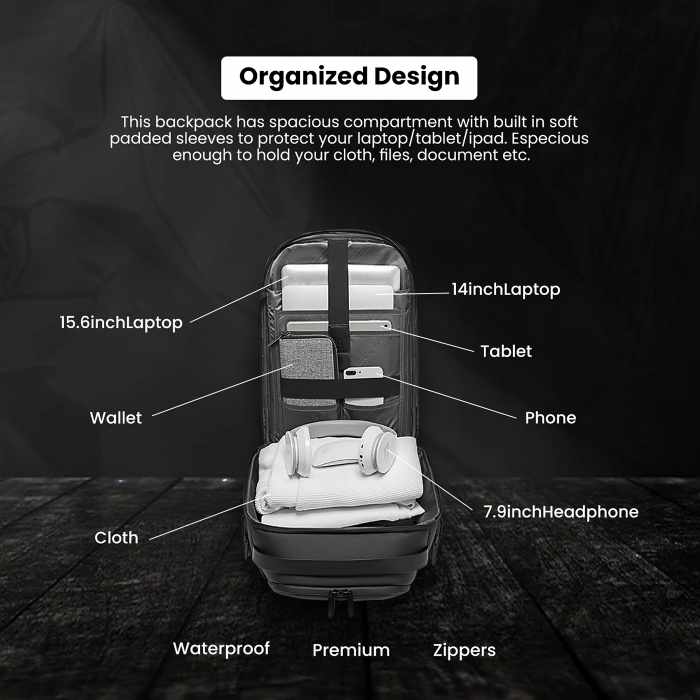 Organized Design
This backpack has spacious compartment with built in soft
padded sleeves to protect your laptop/tablet/ipad. Especious
enough to hold your cloth, files, document etc.
14inchLaptop
15.6inchLaptop
Tablet
Wallet
Phone
7.9inchHeadphone
Cloth
Waterproof Premium Zippers